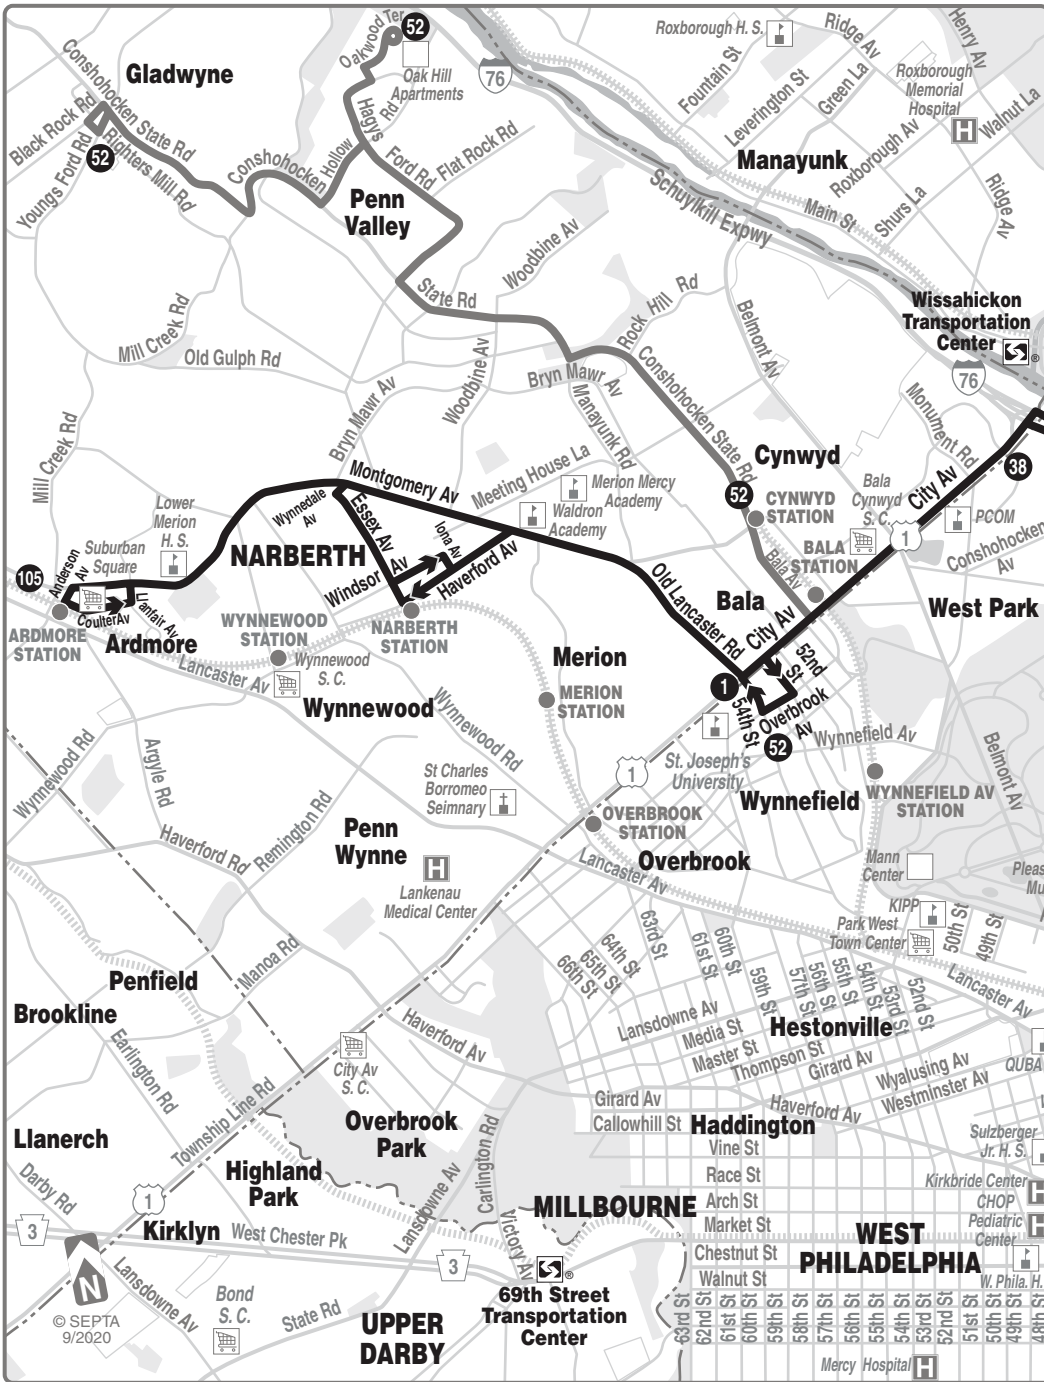 Oakwood Ter
52
Gladwyne
Conshohocken State Rd
Black Rock Rd
Youngs Ford Rd
52
Righters Mill Rd
Conshohocken
Hollow
Hagys
Rd
Oak Hill
Apartments
76
Ford Rd
Flat Rock Rd
Penn
Valley
Roxborough H. S.
Ridge Av
Henry Av
Fountain St
Leverington St
Green La
Roxborough
Memorial
Hospital
H
Walnut La
Manayunk
Roxborough Av
Schuylkill Expwy
Main St
Shurs La
Ridge Av
Woodbine Av
State Rd
Rock Hill Rd
Belmont Av
Wissahickon
Transportation
Center
®
76
Mill Creek Rd
Old Gulph Rd
Bryn Mawr Av
Woodbine Av
Bryn Mawr Av
Manayunk Rd
Conshohocken State Rd
Monument Rd
Mill Creek Rd
Montgomery Av
Meeting House La
Merion Mercy
Academy
Waldron
Academy
52
Cynwyd
CYNWYD
STATION
Bala
Cynwyd
S. C.
City Av
38
PCOM
1
Conshohocken
Av
Lower
Merion
H. S.
Wynnedale
Av
Essex Av
Iona Av
NARBERTH
Windsor Av
Haverford Av
Suburban
Square
105
Anderson
Av
CoulterAv
Llanfair Av
ARDMORE
STATION
Ardmore
Lancaster Av
WYNNEWOOD
STATION
Wynnewood
S. C.
NARBERTH
STATION
Old Lancaster Rd
Bala
BALA
STATION
Bala Av
City Av
West Park
52nd
St
1
54th St
Overbrook
Av
52
Merion
MERION
STATION
Wynnewood
Wynnewood Rd
Wynnewood Rd
Argyle Rd
St Charles
Borromeo
Seimnary
1
St. Joseph's
University
Wynnefield Av
Wynnefield
WYNNEFIELD AV
STATION
Belmont Av
Haverford Rd
Remington Rd
Penn
Wynne
H
Lankenau
Medical Center
OVERBROOK
STATION
Overbrook
Lancaster Av
Mann
Center
Pleas
Mu
KIPP
Park West
Town Center
50th St
49th St
Lancaster Av
Manoa Rd
Penfield
Brookline
Earlington Rd
66th St
65th St
64th St
63rd St
61st St
60th St
59th St
57th St
56th St
55th St
54th St
53rd St
52nd St
Lansdowne Av
Media St
Master St
Thompson St
Hestonville
Girard Av
Wyalusing Av
Westminster Av
QUBA
Haverford Av
City Av
S. C.
Township Line Rd
Overbrook
Park
Girard Av
Callowhill St
Haddington
Haverford Av
Vine St
Race St
Arch St
Market St
Chestnut St
Walnut St
Sulzberger
Jr. H. S.
Kirkbride Center
H
CHOP
Pediatric
Center
H
W. Phila. H.
Llanerch
Darby Rd
Highland
Park
1
3
Kirklyn
West Chester Pk
Lansdowne Av
Carlington Rd
Victory Av
MILLBOURNE
3
®
69th Street
Transportation
Center
WEST
PHILADELPHIA
N
© SEPTA
9/2020
Lansdowne Av
Bond
S. C.
State Rd
UPPER
DARBY
63rd St
62nd St
61st St
60th St
59th St
58th St
57th St
56th St
55th St
54th St
53rd St
52nd St
51st St
50th St
49th St
48th St
Mercy Hospital
H